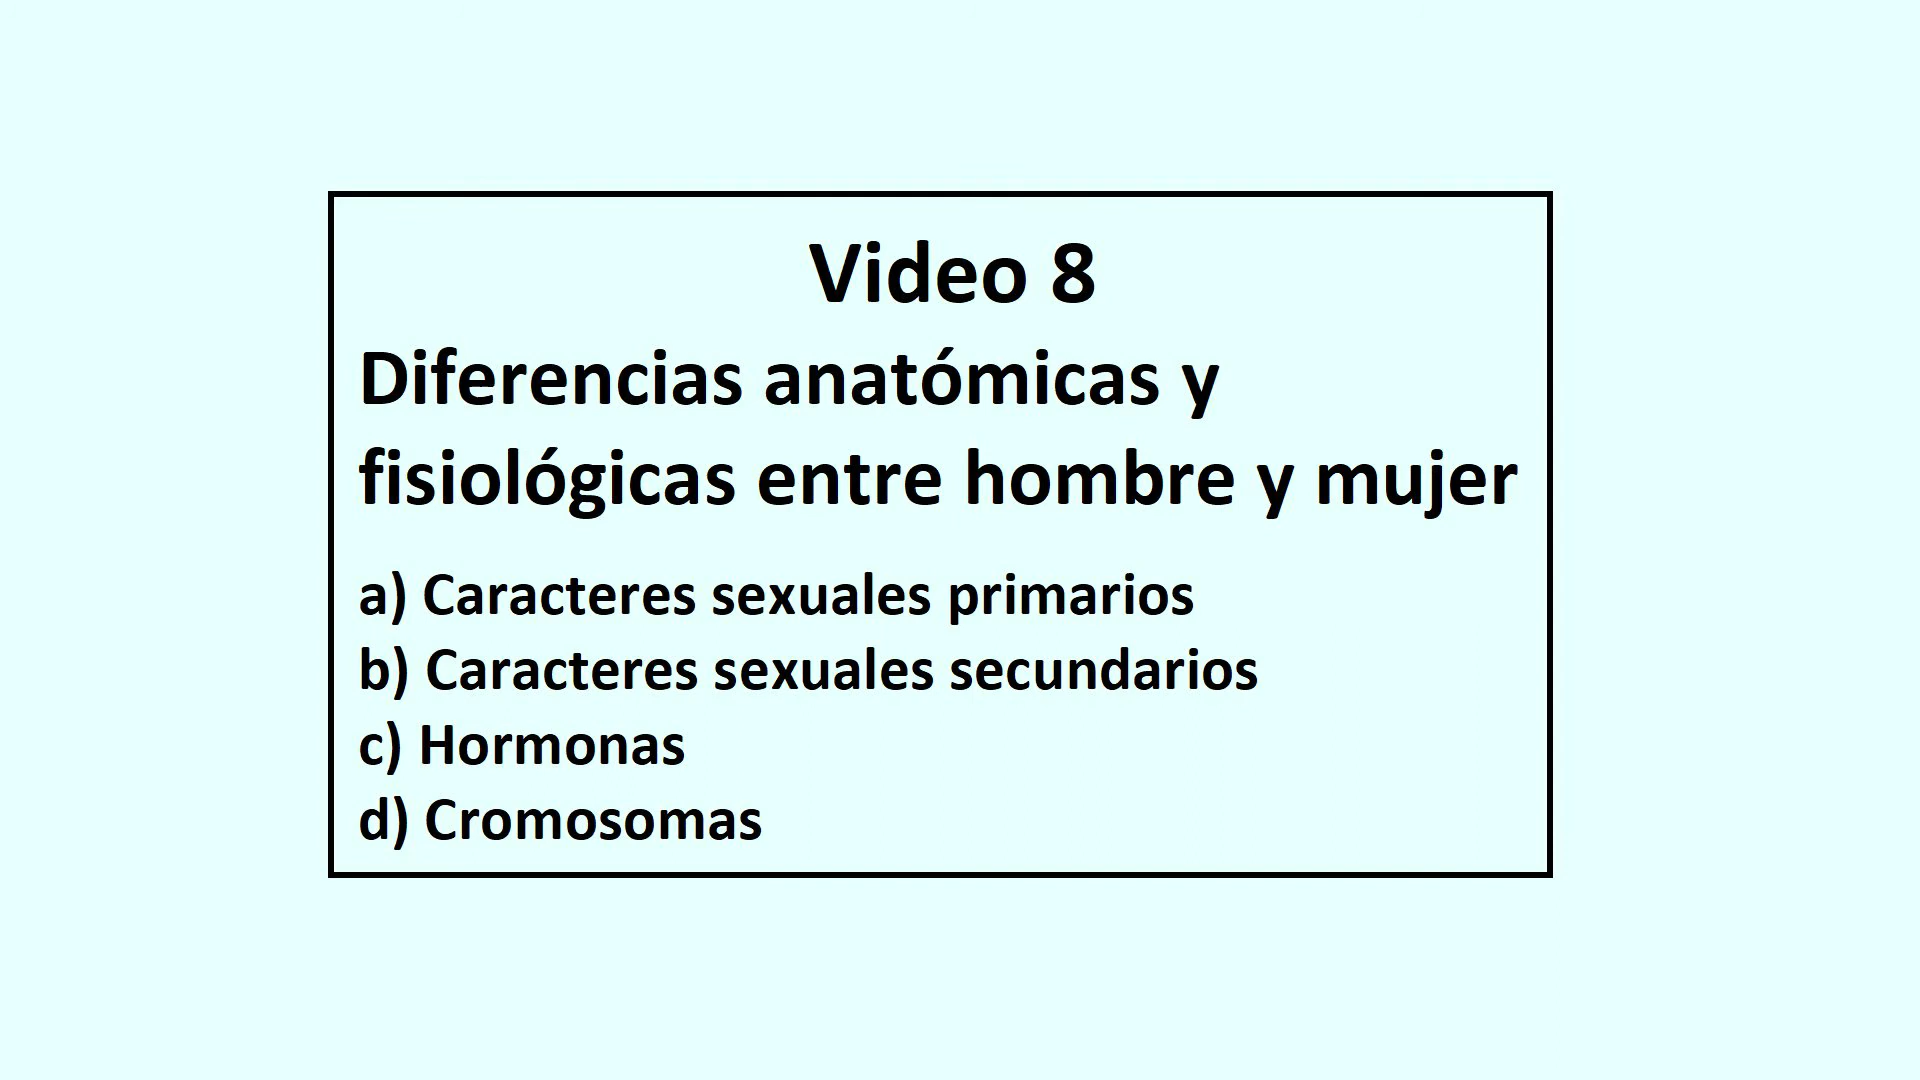 Video 8
Diferencias anatómicas y
fisiológicas entre hombre y mujer
a) Caracteres sexuales primarios
b) Caracteres sexuales secundarios
c) Hormonas
d) Cromosomas